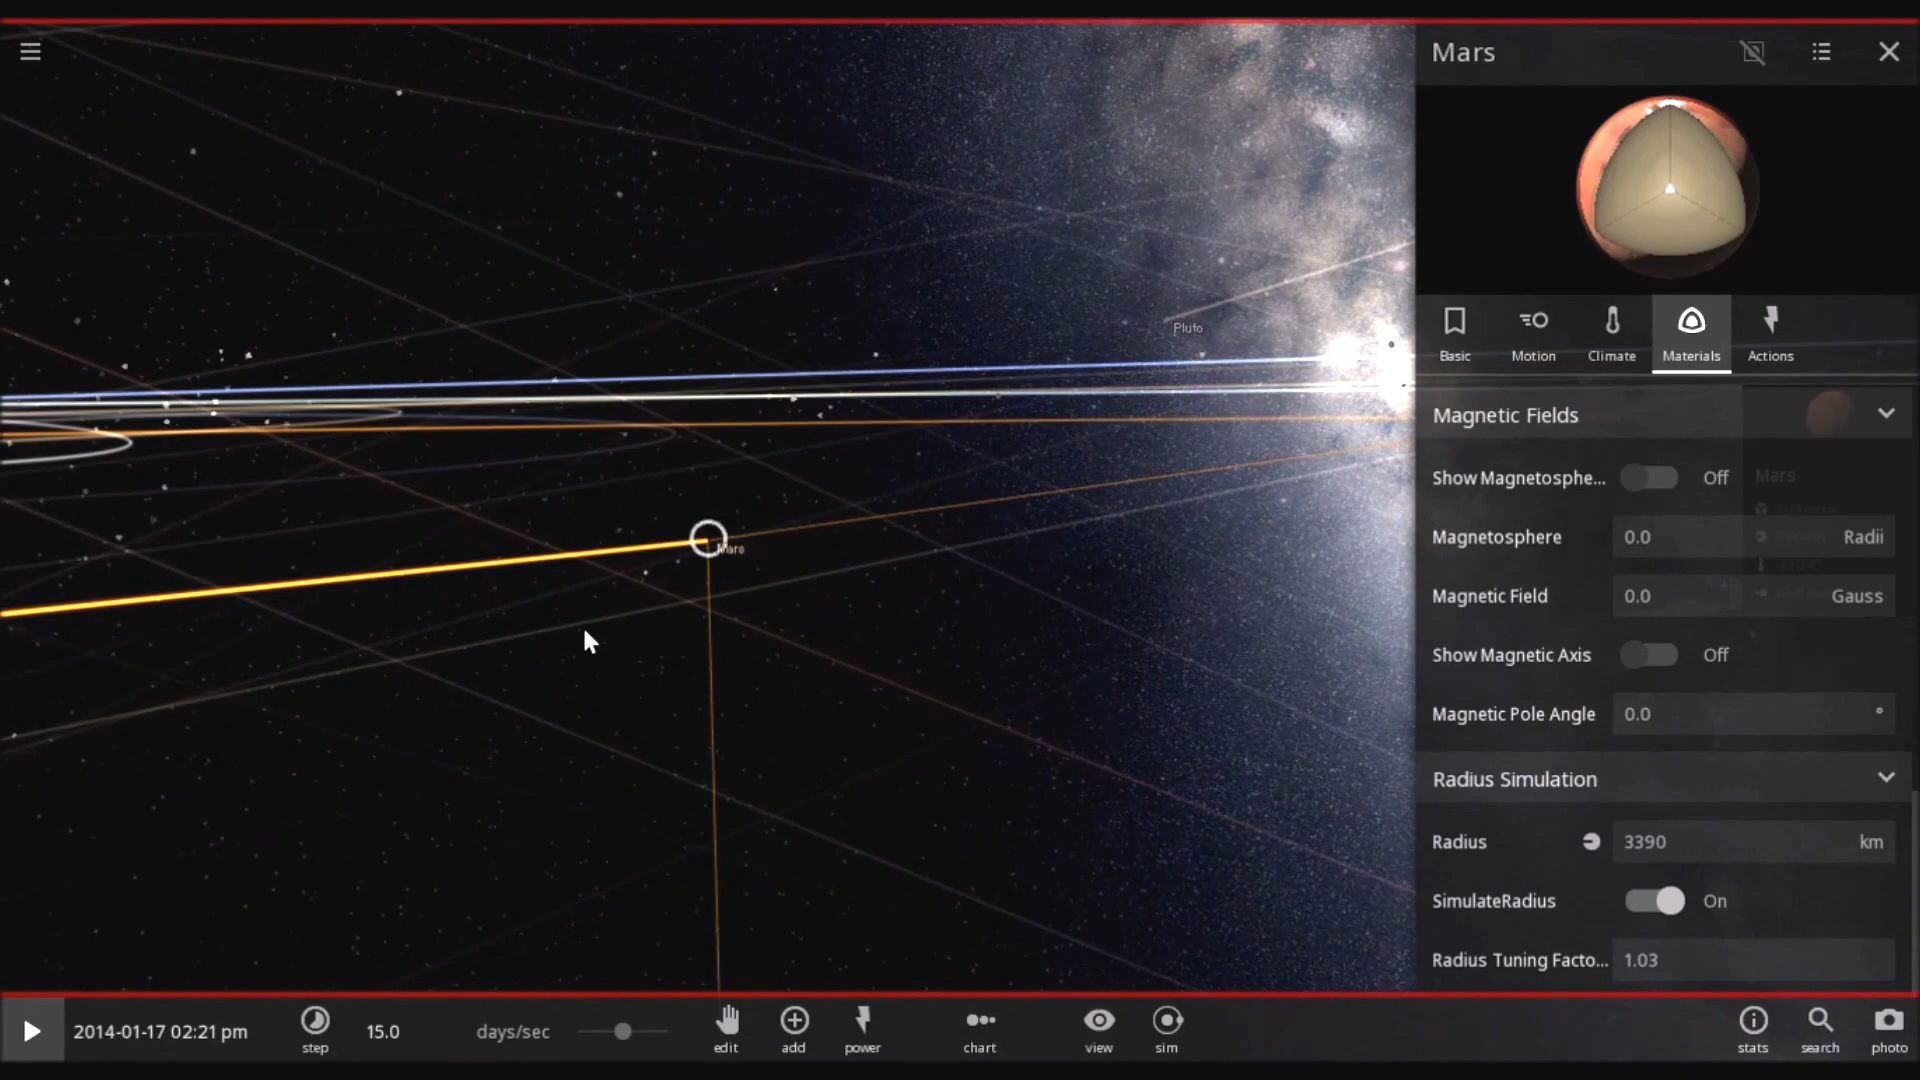 Mars
Pluto
Basic
Motion
Climate
Materials
Actions
Magnetic Fields
Show Magnetosphe... Off
Mars
Magnetosphere 0.0 Radii
Mars
Magnetic Field 0.0 Gauss
Show Magnetic Axis Off
Magnetic Pole Angle 0.0 °
Radius Simulation
Radius 3390 km
SimulateRadius On
Radius Tuning Facto... 1.03
2014-01-17 02:21 pm
step
15.0 days/sec
edit
add
power
chart
view
sim
stats
search
photo